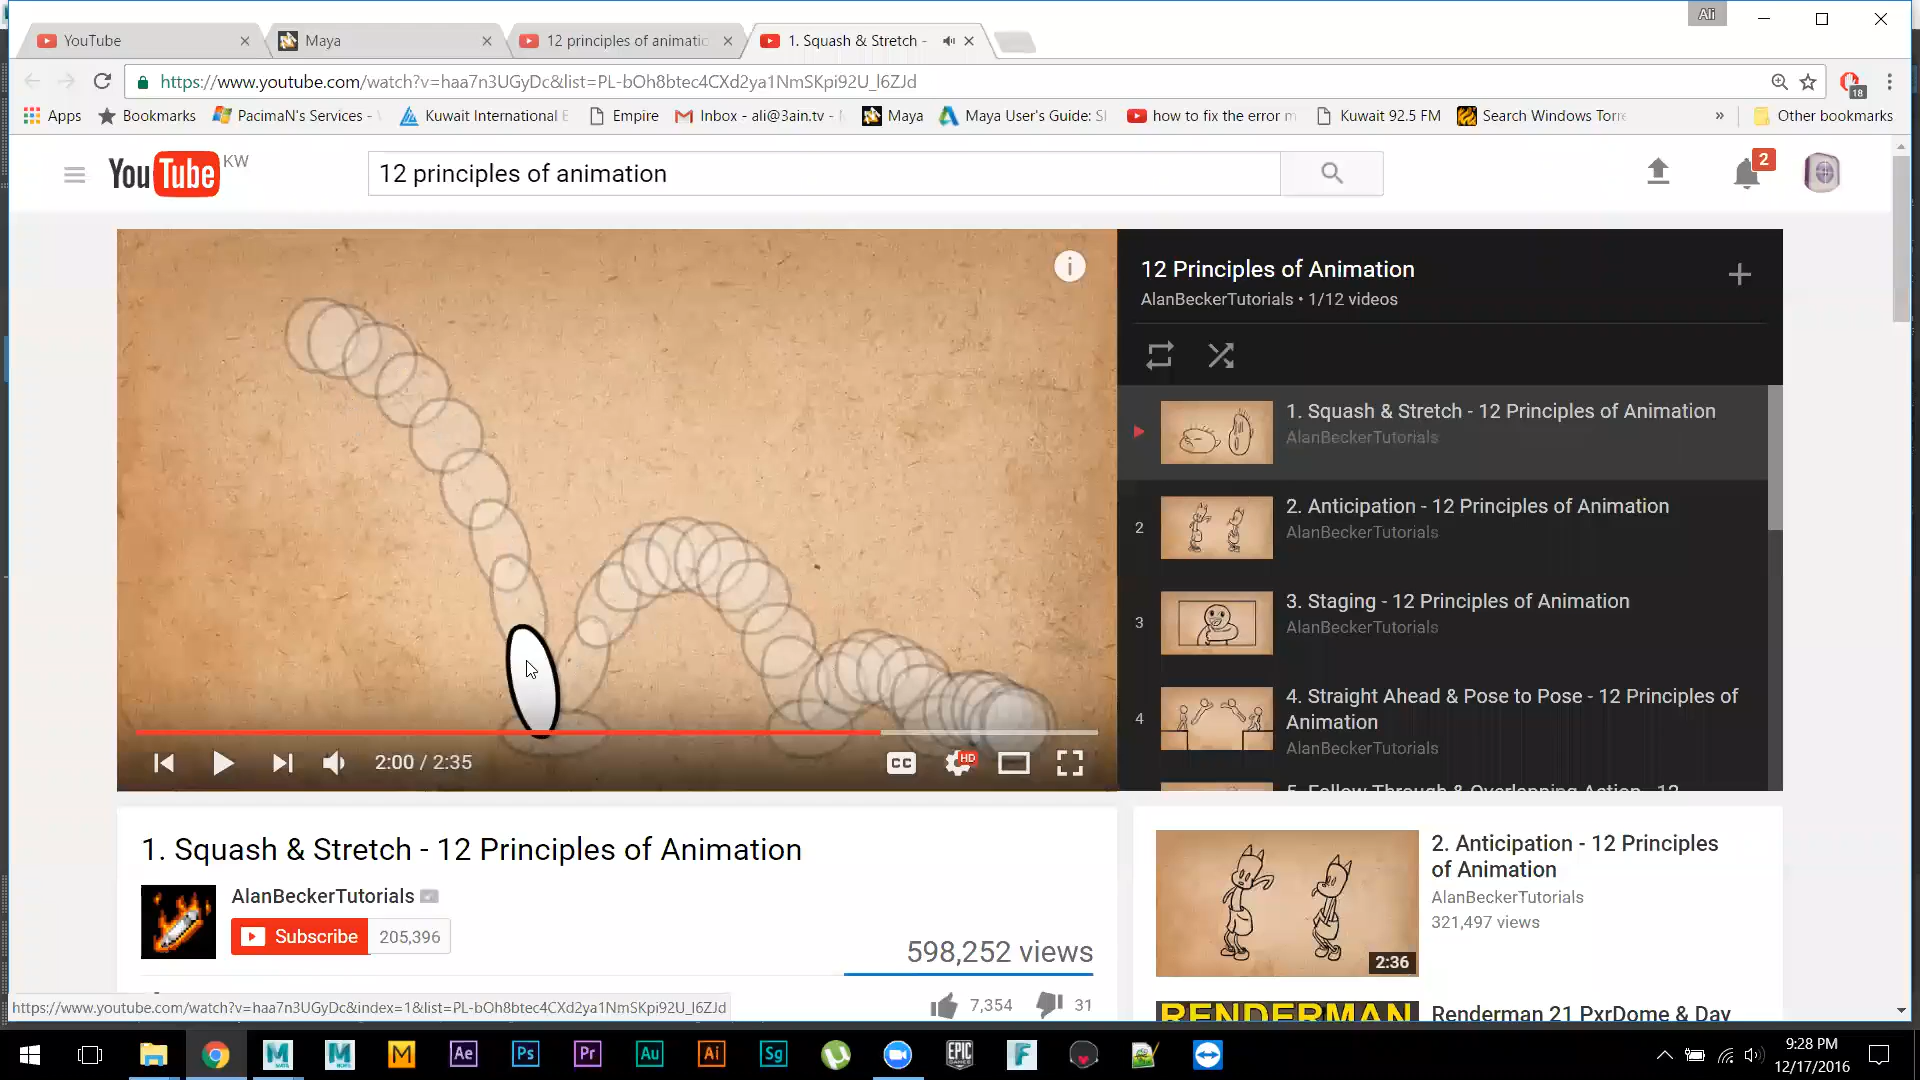 Ali
YouTube
Maya
12 principles of animatic
1. Squash & Stretch -
https://www.youtube.com/watch?v=haa7n3UGyDc&list=PL-bOh8btec4CXd2ya1NmSKpi92U_l6ZJd
18
Apps
Bookmarks
PacimaN's Services -
Kuwait International
Empire
Inbox - ali@3ain.tv -
Maya
Maya User's Guide:
how to fix the error
Kuwait 92.5 FM
Search Windows
»
Other bookmarks
YouTube KW
12 principles of animation
2
12 Principles of Animation
AlanBeckerTutorials • 1/12 videos
1. Squash & Stretch - 12 Principles of Animation
AlanBeckerTutorials
2
2. Anticipation - 12 Principles of Animation
AlanBeckerTutorials
3
3. Staging - 12 Principles of Animation
AlanBeckerTutorials
4
4. Straight Ahead & Pose to Pose - 12 Principles of
Animation
AlanBeckerTutorials
5. Follow Through & Overlapping Action - 12
2:00 / 2:35
CC
HD
1. Squash & Stretch - 12 Principles of Animation
AlanBeckerTutorials
Subscribe 205,396
598,252 views
7,354
31
2:36
2. Anticipation - 12 Principles
of Animation
AlanBeckerTutorials
321,497 views
RENDERMAN
Renderman 21 PxrDome & Day
https://www.youtube.com/watch?v=haa7n3UGyDc&index=1&list=PL-bOh8btec4CXd2ya1NmSKpi92U_l6ZJd
M
M
M
Ae
Ps
Pr
Au
Ai
Sg
EPIC
F
9:28 PM
12/17/2016